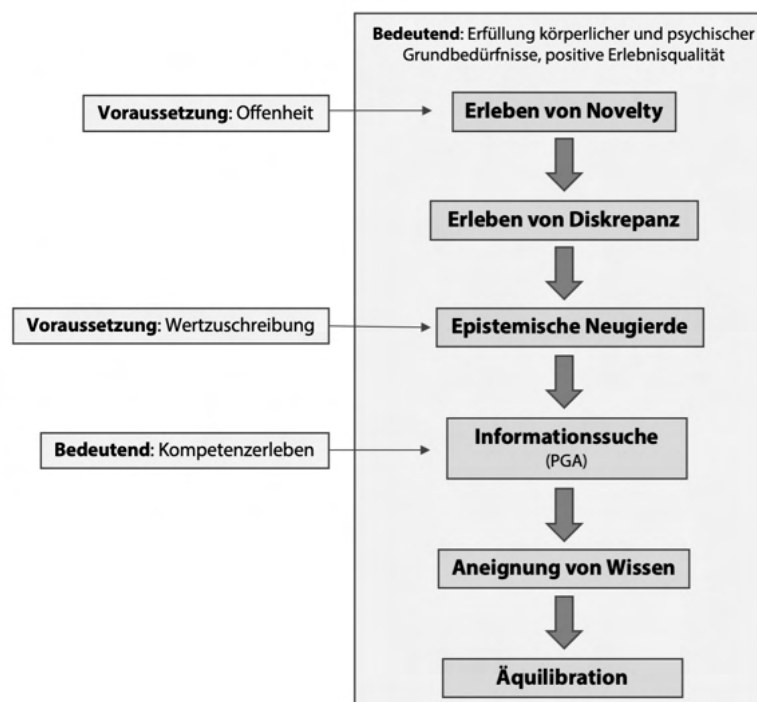 Bedeutend: Erfüllung körperlicher und psychischer
Grundbedürfnisse, positive Erlebnisqualität
Voraussetzung: Offenheit
Erleben von Novelty
Erleben von Diskrepanz
Voraussetzung: Wertzuschreibung
Epistemische Neugierde
Bedeutend: Kompetenzerleben
Informationssuche
(PGA)
Aneignung von Wissen
Äquilibration